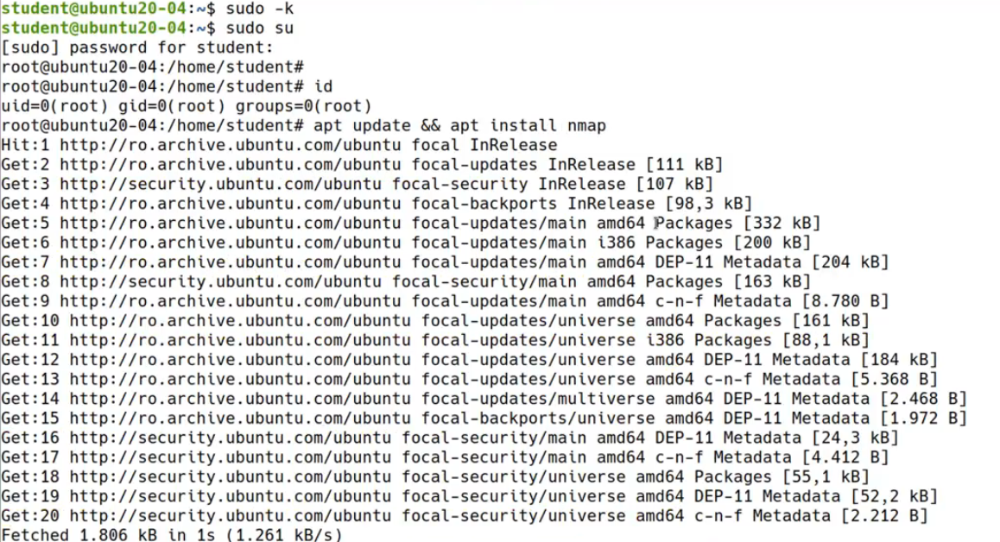 student@ubuntu20-04:~$ sudo -k
student@ubuntu20-04:~$ sudo su
[sudo] password for student:
root@ubuntu20-04:/home/student#
root@ubuntu20-04:/home/student# id
uid=0(root) gid=0(root) groups=0(root)
root@ubuntu20-04:/home/student# apt update && apt install nmap
Hit:1 http://ro.archive.ubuntu.com/ubuntu focal InRelease
Get:2 http://ro.archive.ubuntu.com/ubuntu focal-updates InRelease [111 kB]
Get:3 http://security.ubuntu.com/ubuntu focal-security InRelease [107 kB]
Get:4 http://ro.archive.ubuntu.com/ubuntu focal-backports InRelease [98,3 kB]
Get:5 http://ro.archive.ubuntu.com/ubuntu focal-updates/main amd64 Packages [332 kB]
Get:6 http://ro.archive.ubuntu.com/ubuntu focal-updates/main i386 Packages [200 kB]
Get:7 http://ro.archive.ubuntu.com/ubuntu focal-updates/main amd64 DEP-11 Metadata [204 kB]
Get:8 http://security.ubuntu.com/ubuntu focal-security/main amd64 Packages [163 kB]
Get:9 http://ro.archive.ubuntu.com/ubuntu focal-updates/main amd64 c-n-f Metadata [8.780 B]
Get:10 http://ro.archive.ubuntu.com/ubuntu focal-updates/universe amd64 Packages [161 kB]
Get:11 http://ro.archive.ubuntu.com/ubuntu focal-updates/universe i386 Packages [88,1 kB]
Get:12 http://ro.archive.ubuntu.com/ubuntu focal-updates/universe amd64 DEP-11 Metadata [184 kB]
Get:13 http://ro.archive.ubuntu.com/ubuntu focal-updates/universe amd64 c-n-f Metadata [5.368 B]
Get:14 http://ro.archive.ubuntu.com/ubuntu focal-updates/multiverse amd64 DEP-11 Metadata [2.468 B]
Get:15 http://ro.archive.ubuntu.com/ubuntu focal-backports/universe amd64 DEP-11 Metadata [1.972 B]
Get:16 http://security.ubuntu.com/ubuntu focal-security/main amd64 DEP-11 Metadata [24,3 kB]
Get:17 http://security.ubuntu.com/ubuntu focal-security/main amd64 c-n-f Metadata [4.412 B]
Get:18 http://security.ubuntu.com/ubuntu focal-security/universe amd64 Packages [55,1 kB]
Get:19 http://security.ubuntu.com/ubuntu focal-security/universe amd64 DEP-11 Metadata [52,2 kB]
Get:20 http://security.ubuntu.com/ubuntu focal-security/universe amd64 c-n-f Metadata [2.212 B]
Fetched 1.806 kB in 1s (1.261 kB/s)